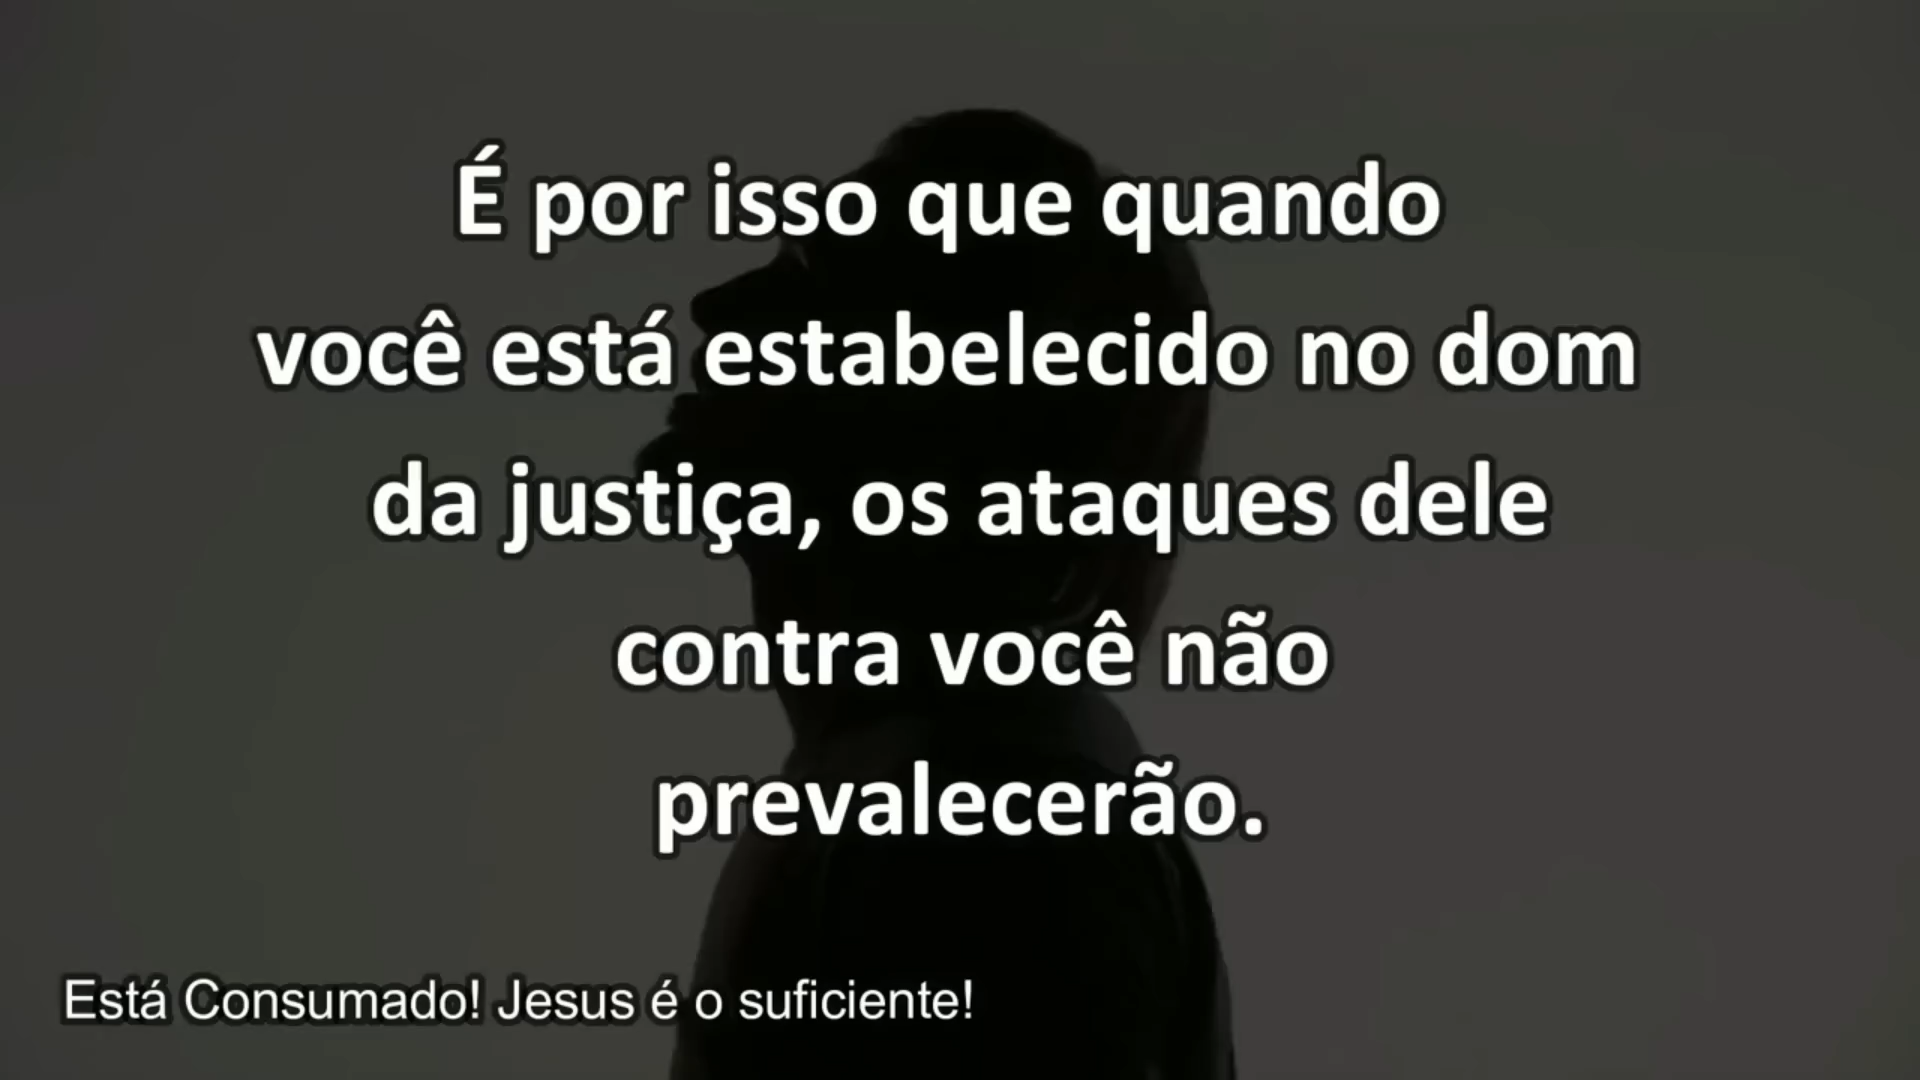 É por isso que quando
você está estabelecido no dom
da justiça, os ataques dele
contra você não
prevalecerão.
Está Consumado! Jesus é o suficiente!